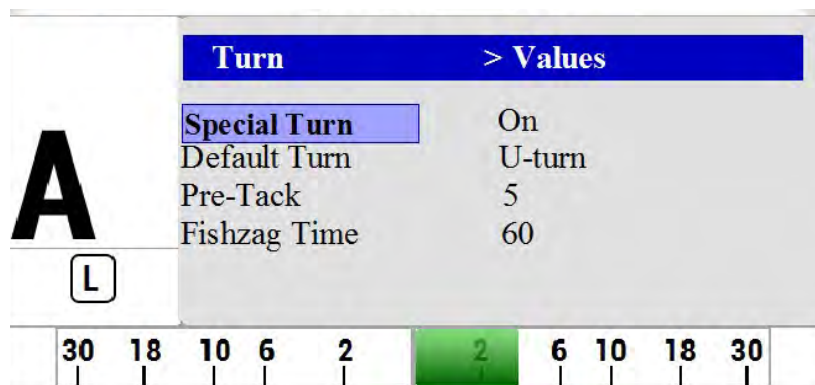 Turn > Values
Special Turn On
Default Turn U-turn
Pre-Tack 5
Fishzag Time 60
A
L
30 18 10 6 2 2 6 10 18 30